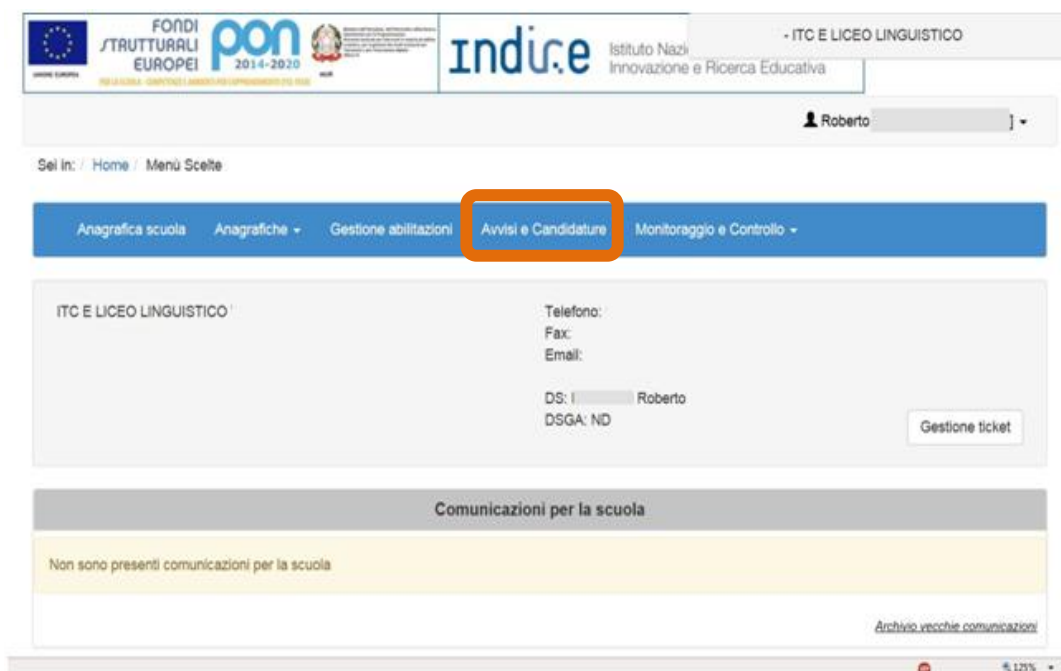 FONDI
STRUTTURALI
EUROPEI
pon
2014-2020
UNIONE EUROPEA
MIUR
Indire
Istituto Nazi
Innovazione e Ricerca Educativa
- ITC E LICEO LINGUISTICO
Roberto ]
Sei in: / Home / Menù Scelte
Anagrafica scuola Anagrafiche Gestione abilitazioni Avvisi e Candidature Monitoraggio e Controllo
ITC E LICEO LINGUISTICO '
Telefono:
Fax:
Email:
DS: I Roberto
DSGA: ND
Gestione ticket
Comunicazioni per la scuola
Non sono presenti comunicazioni per la scuola
Archivio vecchie comunicazioni
125%